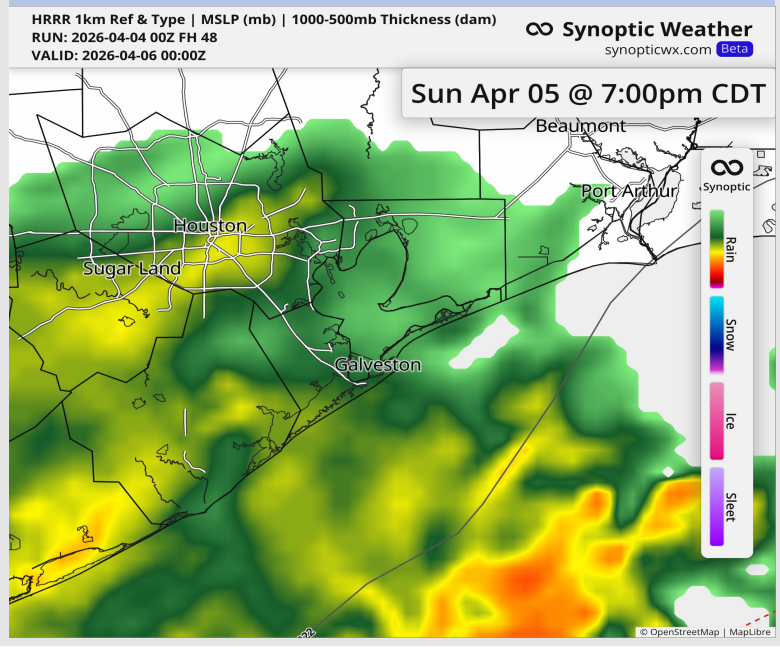 HRRR 1km Ref & Type | MSLP (mb) | 1000-500mb Thickness (dam)
RUN: 2026-04-04 00Z FH 48
VALID: 2026-04-06 00:00Z
Synoptic Weather
synopticwx.com Beta
Sun Apr 05 @ 7:00pm CDT
Beaumont
Port Arthur
Houston
Sugar Land
Galveston
Synoptic
Rain
Snow
Ice
Sleet
© OpenStreetMap | MapLibre